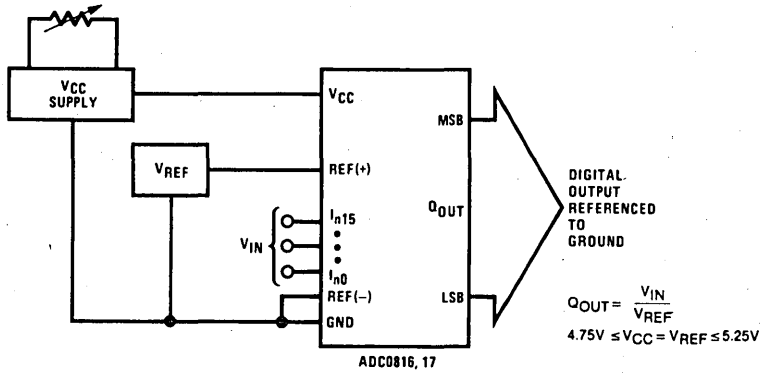 VCC
SUPPLY
VREF
VCC
REF(+)
VIN
In15
In0
REF(−)
GND
MSB
QOUT
LSB
ADC0816, 17
DIGITAL
OUTPUT
REFERENCED
TO
GROUND
QOUT = VIN
VREF
4.75V ≤ VCC = VREF ≤ 5.25V